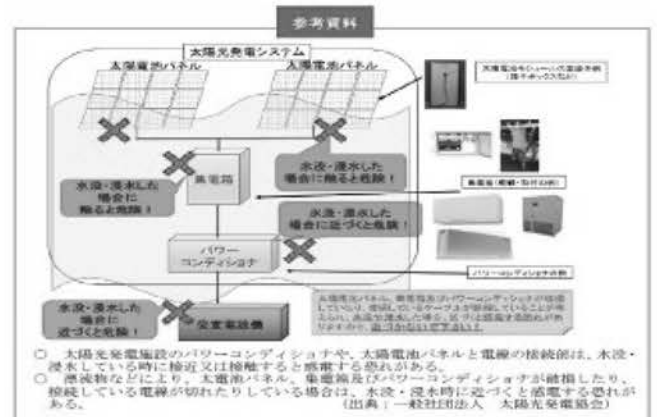 参考資料
太陽光発電システム
太陽電池パネル
太陽電池パネル
水没・浸水した
場合に
触ると危険！
集電箱
水没・浸水した
場合に触ると危険！
水没・浸水した
場合に近づくと危険！
パワー
コンディショナ
パワーコンディショナの例
水没・浸水した
場合に
近づくと危険！
受変電設備
○ 太陽光発電施設のパワーコンディショナや、太陽電池パネルと電線の接続部は、水没・
浸水している時に接近又は接触すると感電する恐れがある。
○ 漂流物などにより、太陽電池パネル、集電箱及びパワーコンディショナが破損したり、
接続している電線が切れたりしている場合は、水没・浸水時に近づくと感電する恐れが
ある。
（出典：一般社団法人 太陽光発電協会）